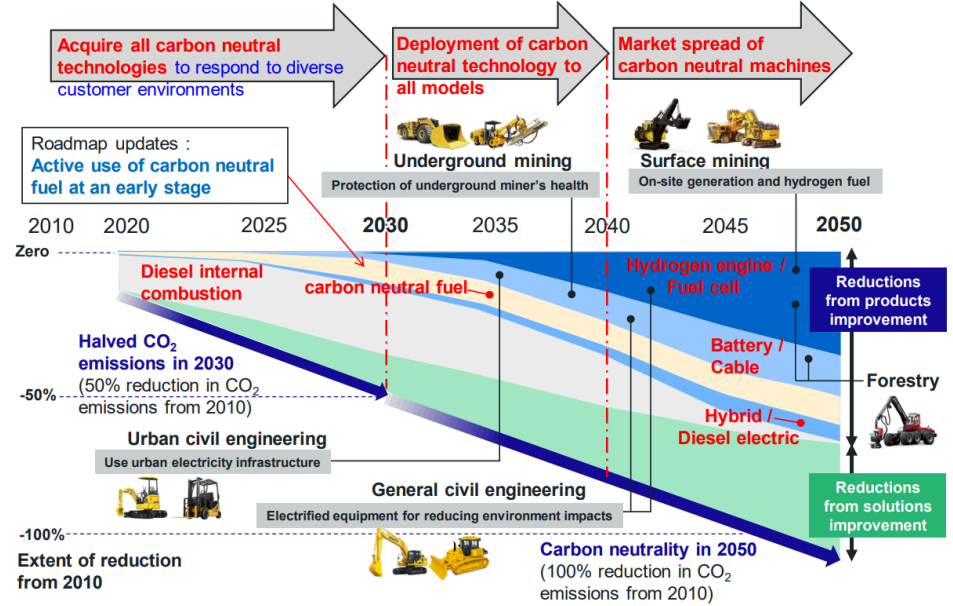 Acquire all carbon neutral
technologies to respond to diverse
customer environments
Deployment of carbon
neutral technology to
all models
Market spread of
carbon neutral machines
Roadmap updates :
Active use of carbon neutral
fuel at an early stage
Underground mining
Protection of underground miner's health
Surface mining
On-site generation and hydrogen fuel
2010 2020 2025 2030 2035 2040 2045 2050
Zero
Diesel internal
combustion
carbon neutral fuel
Hydrogen engine /
Fuel cell
Reductions
from products
improvement
Halved CO₂
emissions in 2030
(50% reduction in CO₂
emissions from 2010)
-50%
Battery /
Cable
Forestry
Hybrid /
Diesel electric
Urban civil engineering
Use urban electricity infrastructure
General civil engineering
Electrified equipment for reducing environment impacts
Reductions
from solutions
improvement
-100%
Extent of reduction
from 2010
Carbon neutrality in 2050
(100% reduction in CO₂
emissions from 2010)